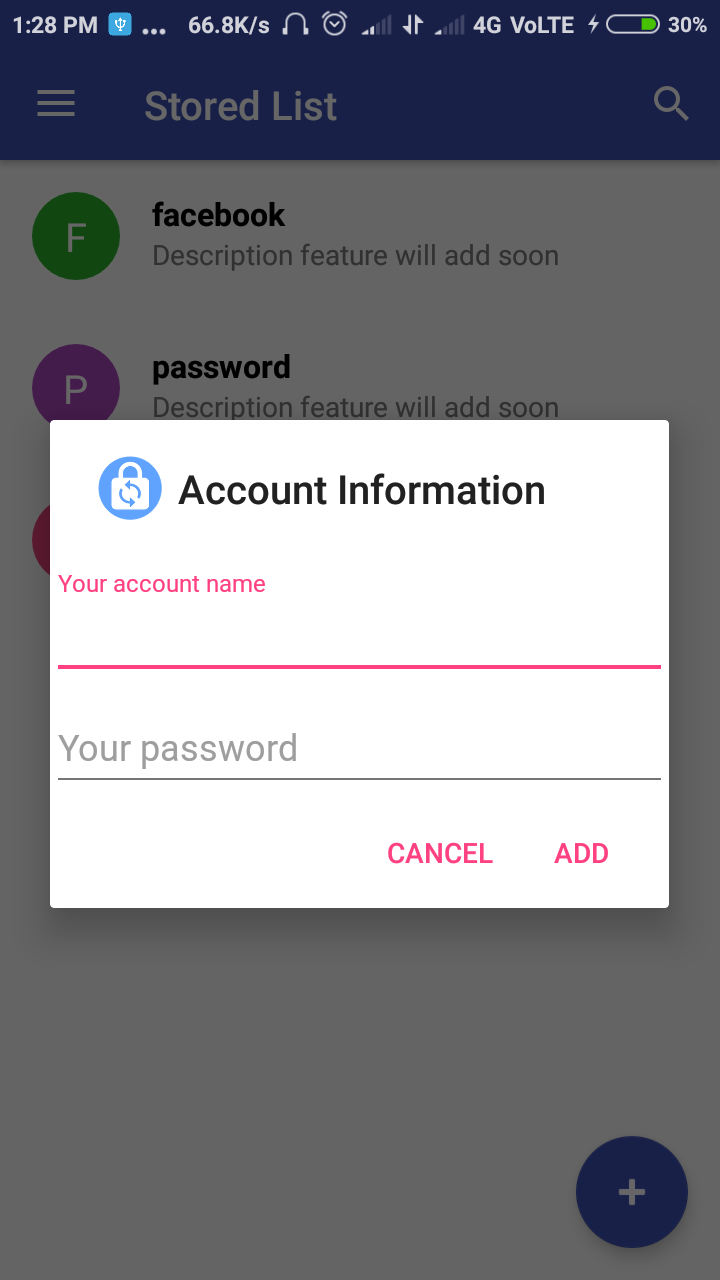 1:28 PM ... 66.8K/s 4G VoLTE 30%
Stored List
F
facebook
Description feature will add soon
P
password
Description feature will add soon
Account Information
Your account name
Your password
CANCEL ADD
+